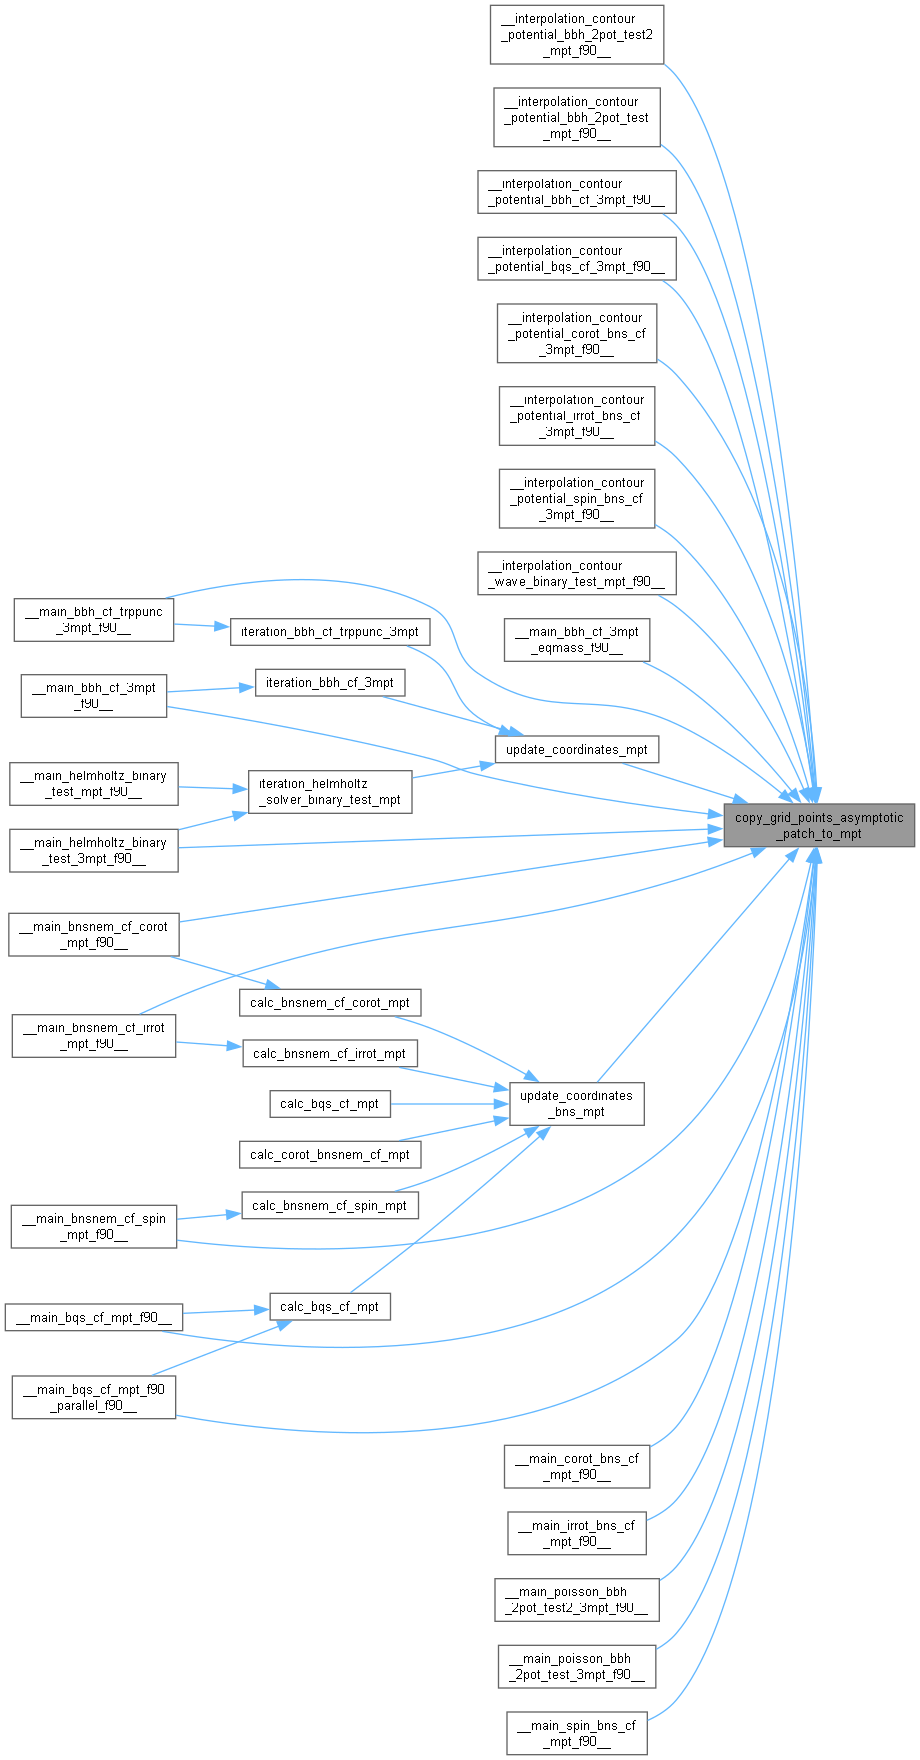 __interpolation_contour
_potential_bbh_2pot_test2
_mpt_f90__
__interpolation_contour
_potential_bbh_2pot_test
_mpt_f90__
__interpolation_contour
_potential_bbh_cf_3mpt_f90__
__interpolation_contour
_potential_bqs_cf_3mpt_f90__
__interpolation_contour
_potential_corot_bns_cf
_3mpt_f90__
__interpolation_contour
_potential_irrot_bns_cf
_3mpt_f90__
__interpolation_contour
_potential_spin_bns_cf
_3mpt_f90__
__interpolation_contour
_wave_binary_test_mpt_f90__
__main_bbh_cf_trppunc
_3mpt_f90__
iteration_bbh_cf_trppunc_3mpt
__main_bbh_cf_3mpt
_eqmass_f90__
__main_bbh_cf_3mpt
_f90__
iteration_bbh_cf_3mpt
update_coordinates_mpt
__main_helmholtz_binary
_test_mpt_f90__
iteration_helmholtz
_solver_binary_test_mpt
copy_grid_points_asymptotic
_patch_to_mpt
__main_helmholtz_binary
_test_3mpt_f90__
__main_bnsnem_cf_corot
_mpt_f90__
calc_bnsnem_cf_corot_mpt
__main_bnsnem_cf_irrot
_mpt_f90__
calc_bnsnem_cf_irrot_mpt
calc_bqs_cf_mpt
update_coordinates
_bns_mpt
calc_corot_bnsnem_cf_mpt
calc_bnsnem_cf_spin_mpt
__main_bnsnem_cf_spin
_mpt_f90__
calc_bqs_cf_mpt
__main_bqs_cf_mpt_f90__
__main_bqs_cf_mpt_f90
_parallel_f90__
__main_corot_bns_cf
_mpt_f90__
__main_irrot_bns_cf
_mpt_f90__
__main_poisson_bbh
_2pot_test2_3mpt_f90__
__main_poisson_bbh
_2pot_test_3mpt_f90__
__main_spin_bns_cf
_mpt_f90__